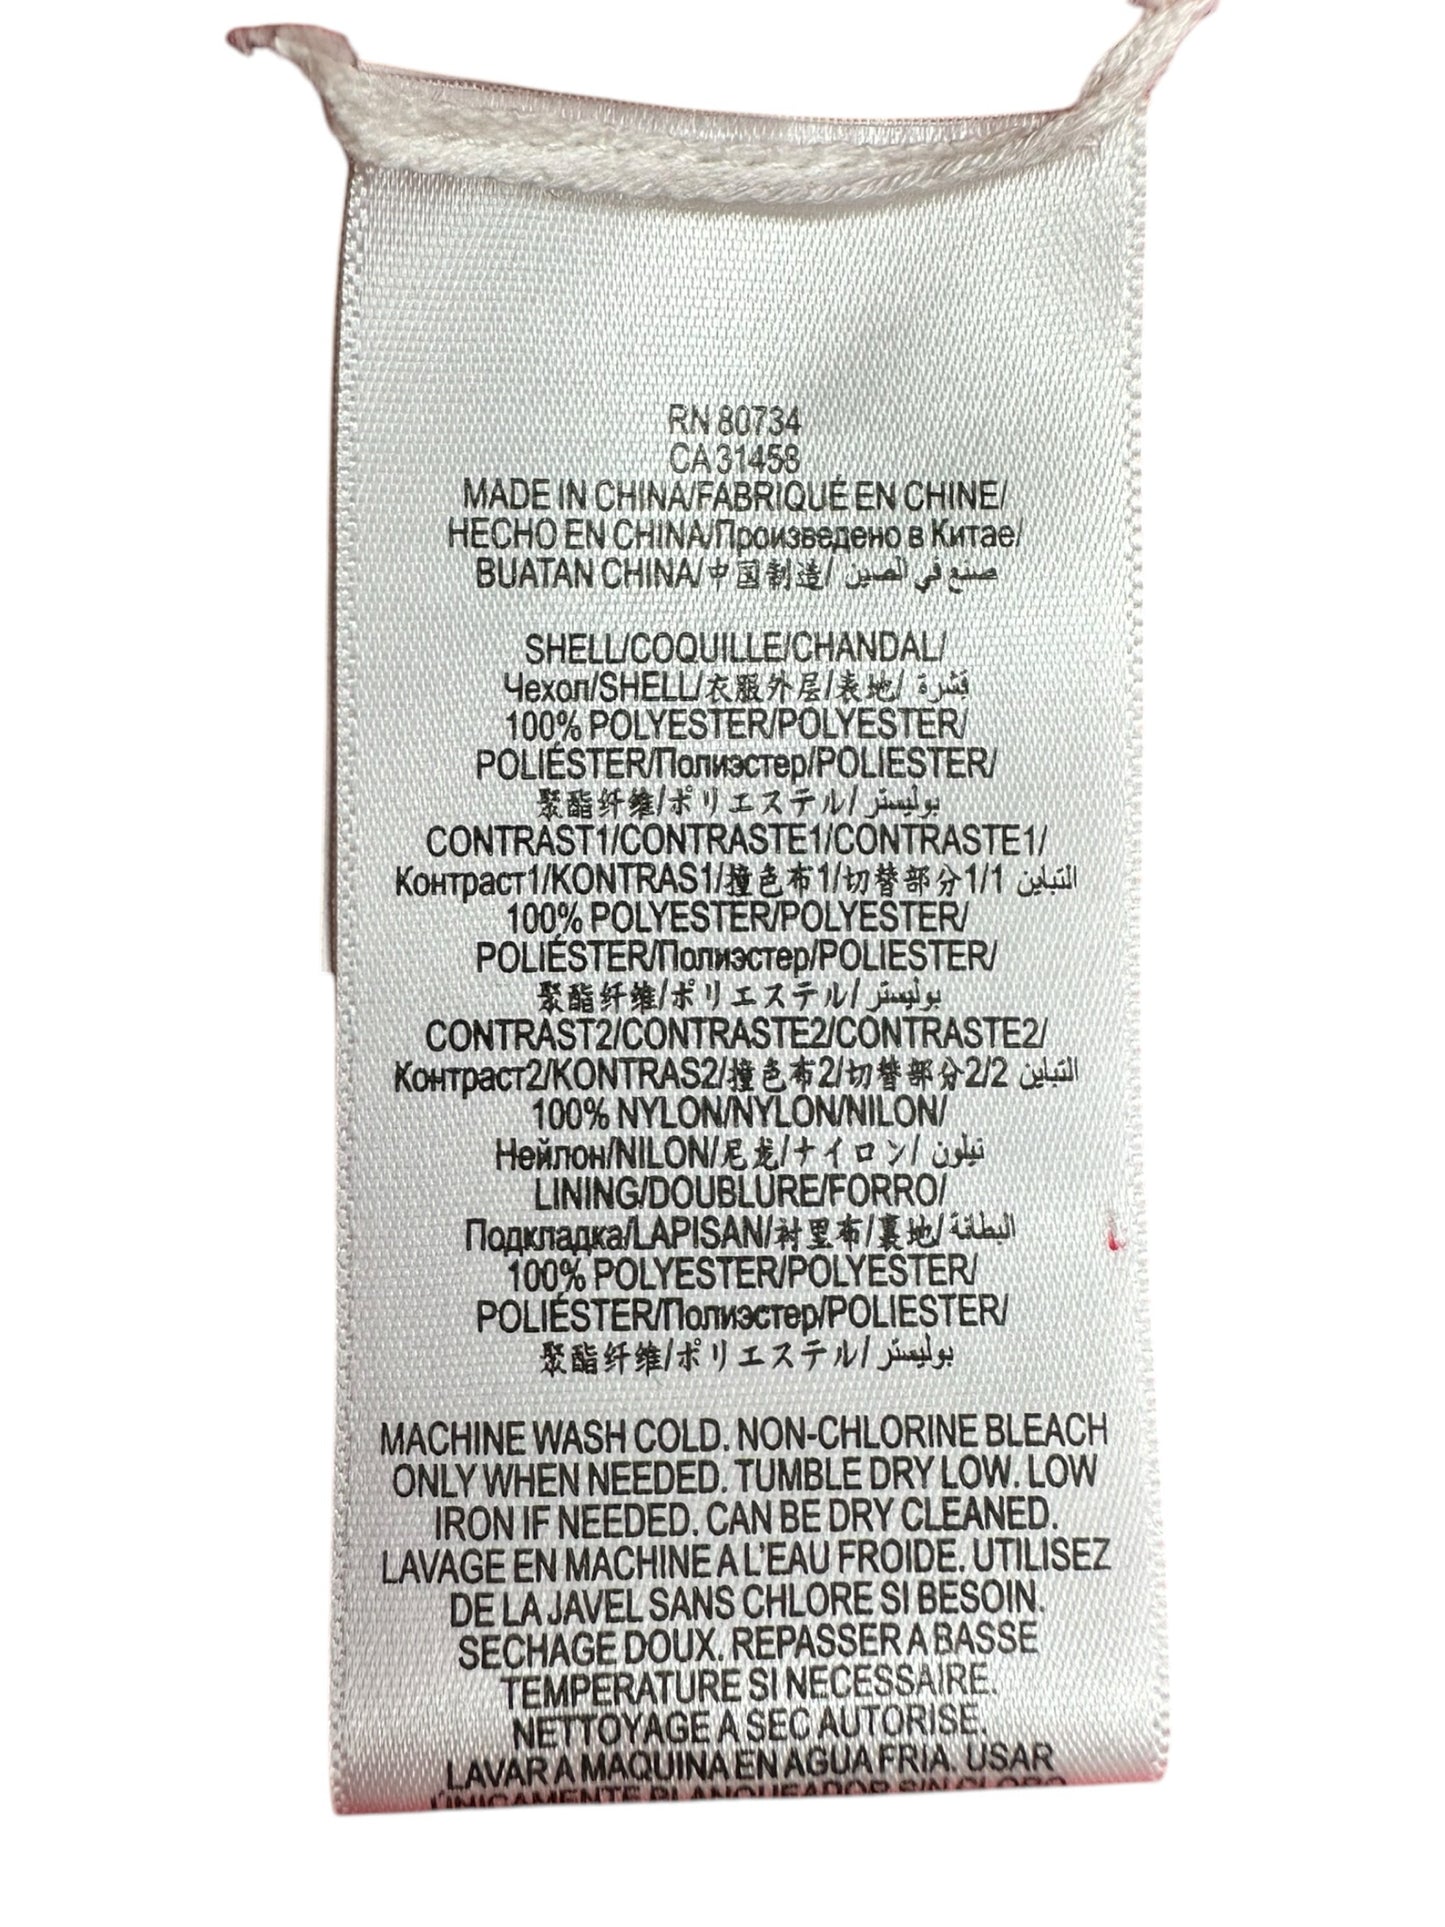 RN 80734
CA 31458
MADE IN CHINA/FABRIQUÉ EN CHINE/
HECHO EN CHINA/Произведено в Китае/
BUATAN CHINA/中国制造/ صنع في الصين
SHELL/COQUILLE/CHANDAL/
Чехол/SHELL/衣服外层/表地/ قشرة
100% POLYESTER/POLYESTER/
POLIÉSTER/Полиэстер/POLIESTER/
聚酯纤维/ポリエステル/ بوليستر
CONTRAST1/CONTRASTE1/CONTRASTE1/
Контраст1/KONTRAS1/撞色布1/切替部分1/1 التباين
100% POLYESTER/POLYESTER/
POLIÉSTER/Полиэстер/POLIESTER/
聚酯纤维/ポリエステル/ بوليستر
CONTRAST2/CONTRASTE2/CONTRASTE2/
Контраст2/KONTRAS2/撞色布2/切替部分2/2 التباين
100% NYLON/NYLON/NILON/
Нейлон/NILON/尼龙/ナイロン/ نيلون
LINING/DOUBLURE/FORRO/
Подкладка/LAPISAN/衬里布/裏地/ البطانة
100% POLYESTER/POLYESTER/
POLIÉSTER/Полиэстер/POLIESTER/
聚酯纤维/ポリエステル/ بوليستر
MACHINE WASH COLD. NON-CHLORINE BLEACH
ONLY WHEN NEEDED. TUMBLE DRY LOW. LOW
IRON IF NEEDED. CAN BE DRY CLEANED.
LAVAGE EN MACHINE A L'EAU FROIDE. UTILISEZ
DE LA JAVEL SANS CHLORE SI BESOIN.
SECHAGE DOUX. REPASSER A BASSE
TEMPERATURE SI NECESSAIRE.
NETTOYAGE A SEC AUTORISE.
LAVAR A MAQUINA EN AGUA FRIA. USAR
ÚNICAMENTE BLANQUEADOR SIN CLORO